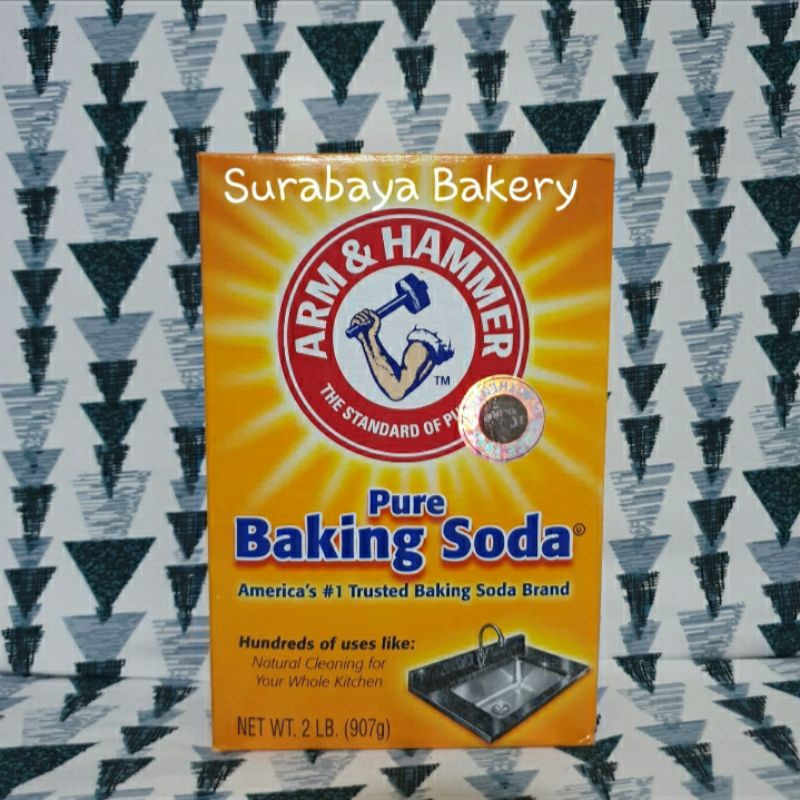 Surabaya Bakery
ARM & HAMMER
TM
THE STANDARD OF
Pure
Baking Soda
America's #1 Trusted Baking Soda Brand
Hundreds of uses like:
Natural Cleaning for
Your Whole Kitchen
NET WT. 2 LB. (907g)